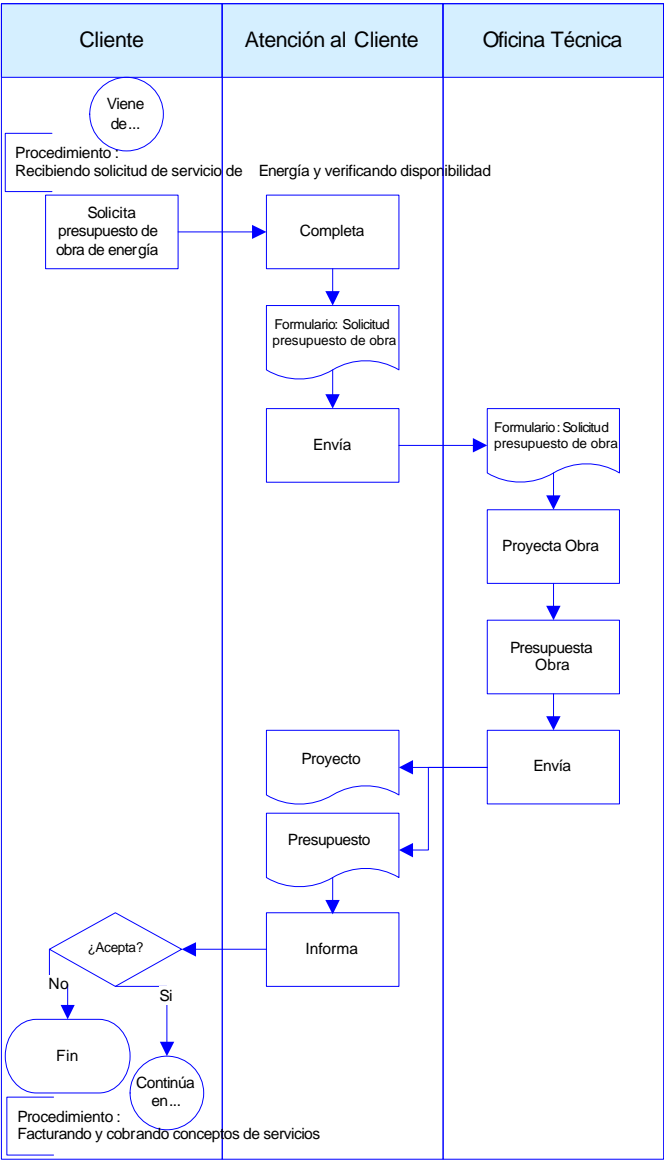 Cliente
Atención al Cliente
Oficina Técnica
Viene
de...
Procedimiento :
Recibiendo solicitud de servicio de Energía y verificando disponibilidad
Solicita
presupuesto de
obra de energía
Completa
Formulario: Solicitud
presupuesto de obra
Envía
Formulario: Solicitud
presupuesto de obra
Proyecta Obra
Presupuesta
Obra
Envía
Proyecto
Presupuesto
Informa
¿Acepta?
No
Si
Fin
Continúa
en...
Procedimiento :
Facturando y cobrando conceptos de servicios